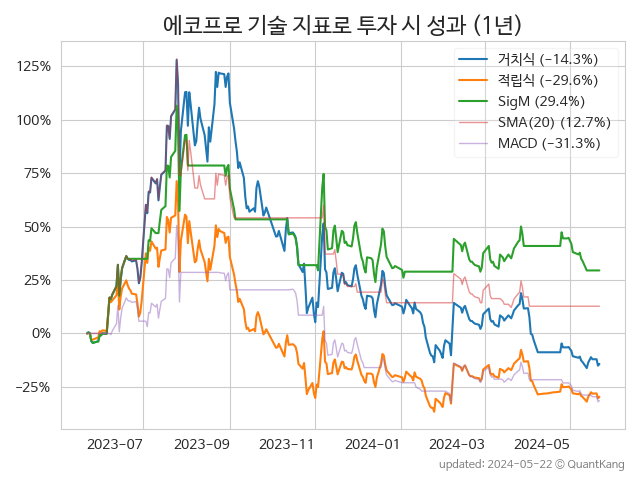 에코프로 기술 지표로 투자 시 성과 (1년)
거치식 (−14.3%)
적립식 (−29.6%)
SigM (29.4%)
SMA(20) (12.7%)
MACD (−31.3%)
125%
100%
75%
50%
25%
0%
−25%
2023-07 2023-09 2023-11 2024-01 2024-03 2024-05
updated: 2024-05-22 © QuantKang